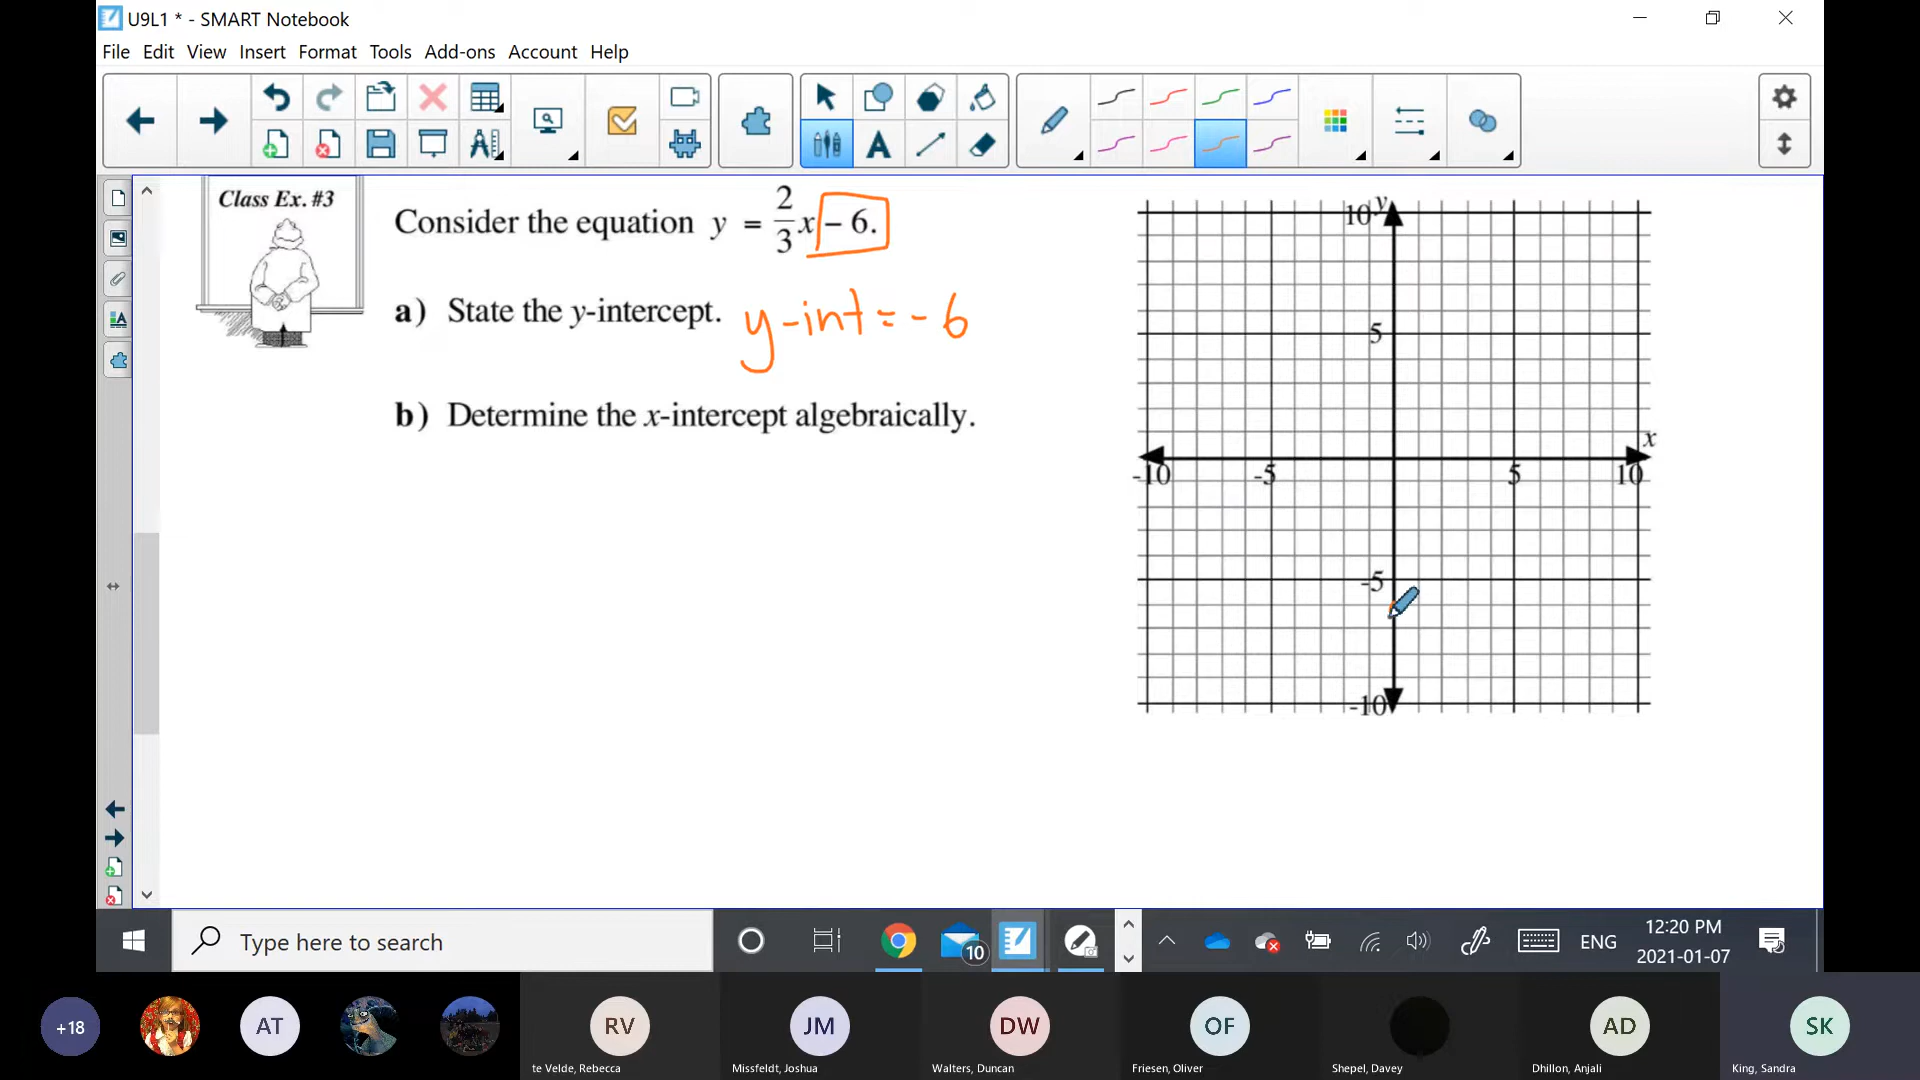 U9L1 * - SMART Notebook
File Edit View Insert Format Tools Add-ons Account Help
Class Ex. #3
Consider the equation y = 2/3 x - 6.
a) State the y-intercept. y-int = -6
b) Determine the x-intercept algebraically.
10 y
5
x
-10 -5 5 10
-5
-10
Type here to search
10
ENG
12:20 PM
2021-01-07
+18 AT RV JM DW OF AD SK
te Velde, Rebecca Missfeldt, Joshua Walters, Duncan Friesen, Oliver Shepel, Davey Dhillon, Anjali King, Sandra